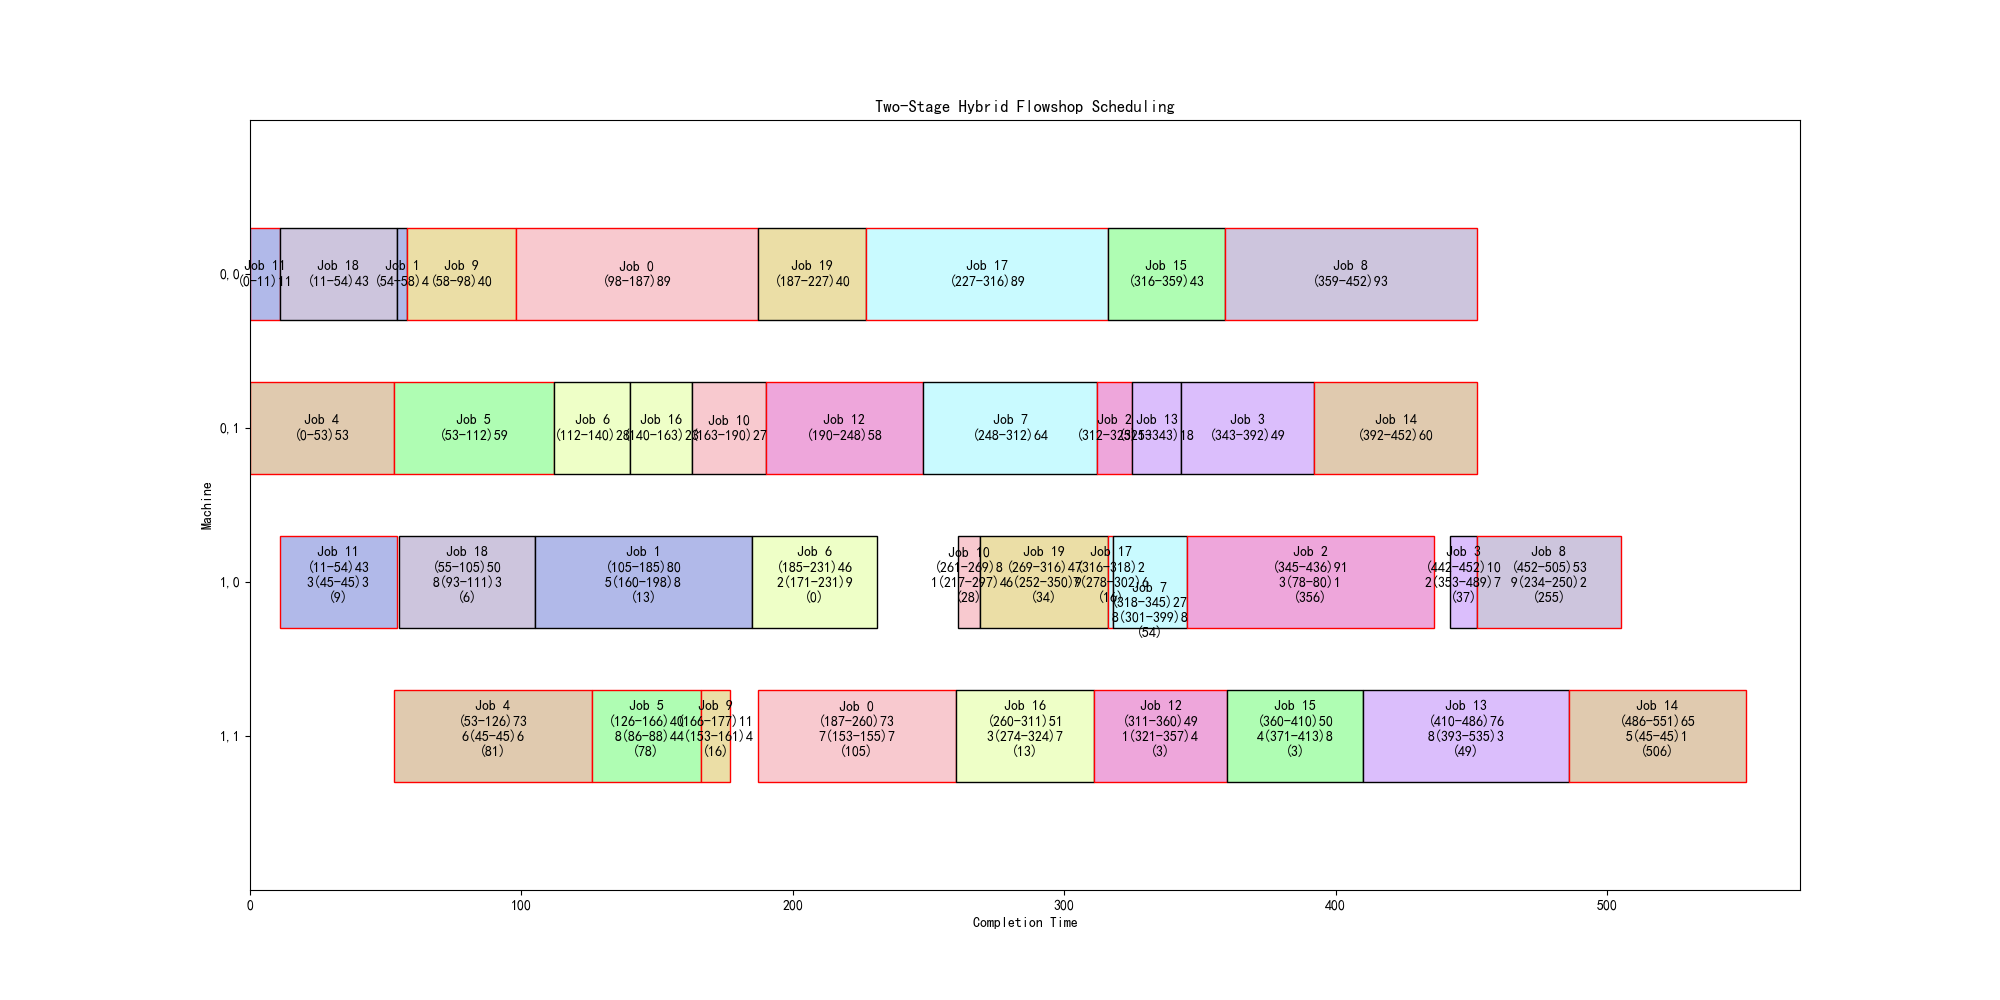 Two-Stage Hybrid Flowshop Scheduling
Machine
0,0
Job 11
(0-11)11
Job 18
(11-54)43
Job 1
(54-58)4
Job 9
(58-98)40
Job 0
(98-187)89
Job 19
(187-227)40
Job 17
(227-316)89
Job 15
(316-359)43
Job 8
(359-452)93
0,1
Job 4
(0-53)53
Job 5
(53-112)59
Job 6
(112-140)28
Job 16
(140-163)23
Job 10
(163-190)27
Job 12
(190-248)58
Job 7
(248-312)64
Job 2
(312-325)13
Job 13
(325-343)18
Job 3
(343-392)49
Job 14
(392-452)60
1,0
Job 11
(11-54)43
3(45-45)3
(9)
Job 18
(55-105)50
8(93-111)3
(6)
Job 1
(105-185)80
5(160-198)8
(13)
Job 6
(185-231)46
2(171-231)9
(0)
Job 10
(261-269)8
1(217-297)4
(28)
Job 19
(269-316)47
6(252-350)9
(34)
Job 17
(316-318)2
(278-302)6
(16)
Job 7
(318-345)27
8(301-399)8
(54)
Job 2
(345-436)91
3(78-80)1
(356)
Job 3
(442-452)10
2(353-489)7
(37)
Job 8
(452-505)53
9(234-250)2
(255)
1,1
Job 4
(53-126)73
6(45-45)6
(81)
Job 5
(126-166)40
8(86-88)4
(78)
Job 9
(166-177)11
4(153-161)4
(16)
Job 0
(187-260)73
7(153-155)7
(105)
Job 16
(260-311)51
3(274-324)7
(13)
Job 12
(311-360)49
1(321-357)4
(3)
Job 15
(360-410)50
4(371-413)8
(3)
Job 13
(410-486)76
8(393-535)3
(49)
Job 14
(486-551)65
5(45-45)1
(506)
0
100
200
300
400
500
Completion Time